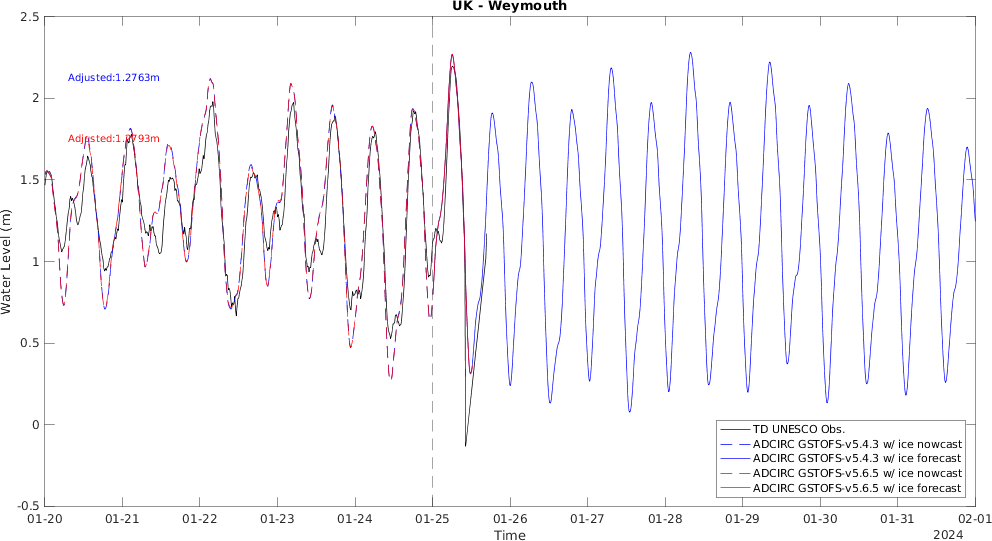 UK - Weymouth
2.5
2
1.5
1
0.5
0
-0.5
Water Level (m)
Adjusted:1.2763m
TD UNESCO Obs.
ADCIRC GSTOFS-v5.4.3 w/ ice nowcast
ADCIRC GSTOFS-v5.4.3 w/ ice forecast
ADCIRC GSTOFS-v5.6.5 w/ ice nowcast
ADCIRC GSTOFS-v5.6.5 w/ ice forecast
01-20 01-21 01-22 01-23 01-24 01-25 01-26 01-27 01-28 01-29 01-30 01-31 02-01
Time
2024